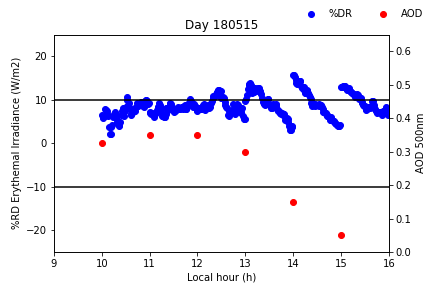 %DR AOD
Day 180515
%RD Erythermal Irradiance (W/m2)
20
10
0
−10
−20
0.6
0.5
0.4
0.3
0.2
0.1
0.0
AOD 500nm
9 10 11 12 13 14 15 16
Local hour (h)